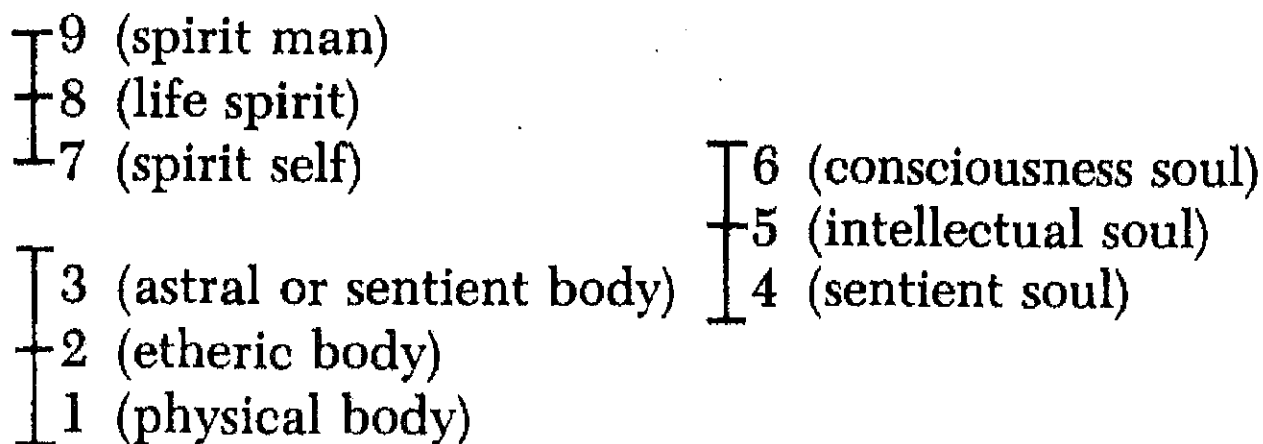 9 (spirit man)
8 (life spirit)
7 (spirit self)
6 (consciousness soul)
5 (intellectual soul)
3 (astral or sentient body)
4 (sentient soul)
2 (etheric body)
1 (physical body)